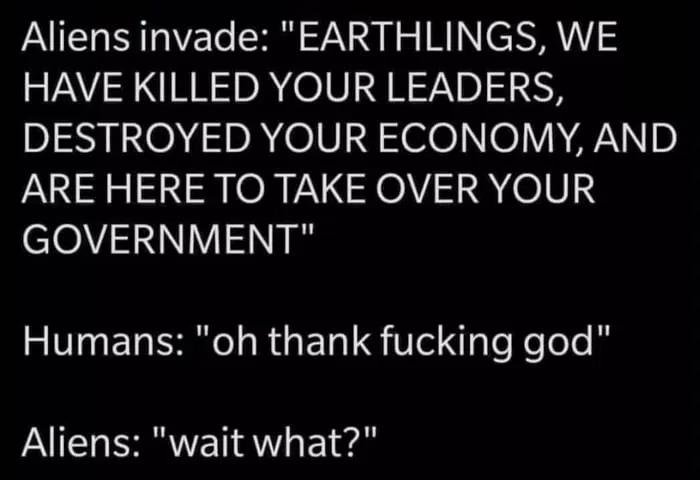 Aliens invade: "EARTHLINGS, WE
HAVE KILLED YOUR LEADERS,
DESTROYED YOUR ECONOMY, AND
ARE HERE TO TAKE OVER YOUR
GOVERNMENT"
Humans: "oh thank fucking god"
Aliens: "wait what?"